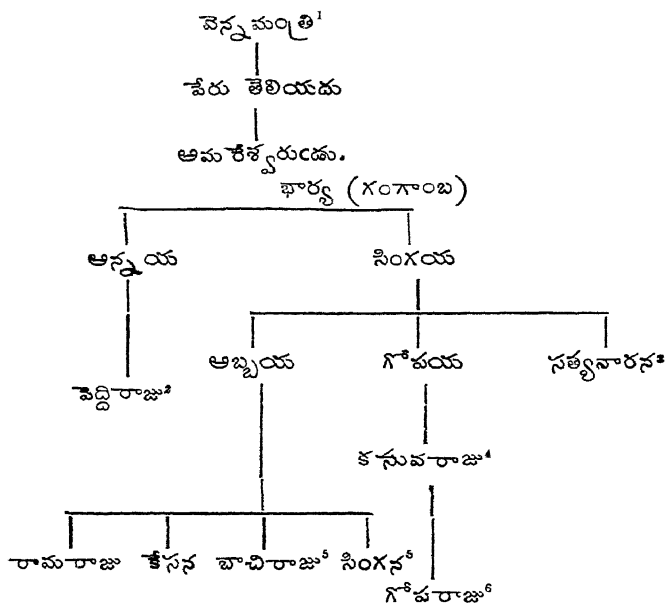 వెన్నమంత్రి¹
పేరు తెలియదు
అమరేశ్వరుఁడు.
భార్య (గంగాంబ)
అన్నయ సింగయ
అబ్బయ గోపయ సత్యనారన³
పెద్దిరాజు²
కసువరాజు⁴
రామరాజు కేసన బాచిరాజు⁵ సింగన⁵
గోపరాజు⁶